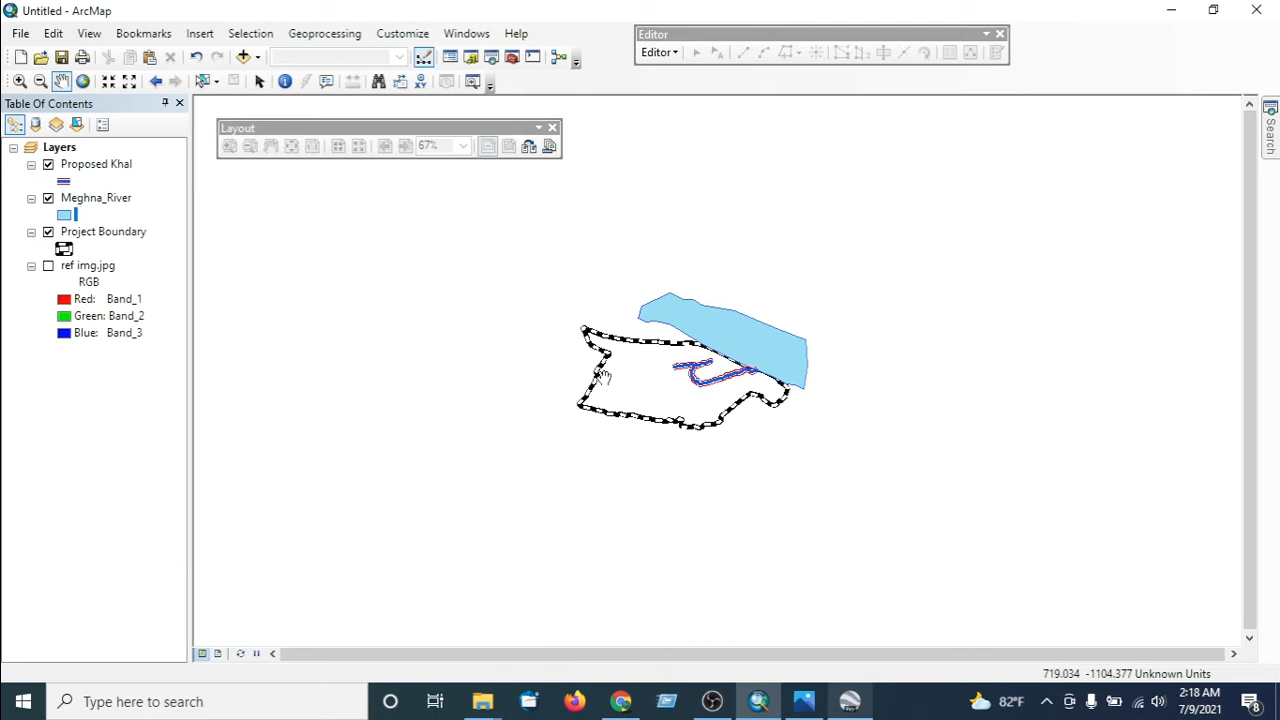 Untitled - ArcMap
File Edit View Bookmarks Insert Selection Geoprocessing Customize Windows Help
Editor
Editor
Table Of Contents
Layout
67%
Layers
Proposed Khal
Meghna_River
Project Boundary
ref img.jpg
RGB
Red: Band_1
Green: Band_2
Blue: Band_3
Search
719.034 -1104.377 Unknown Units
Type here to search
82°F
2:18 AM
7/9/2021
8